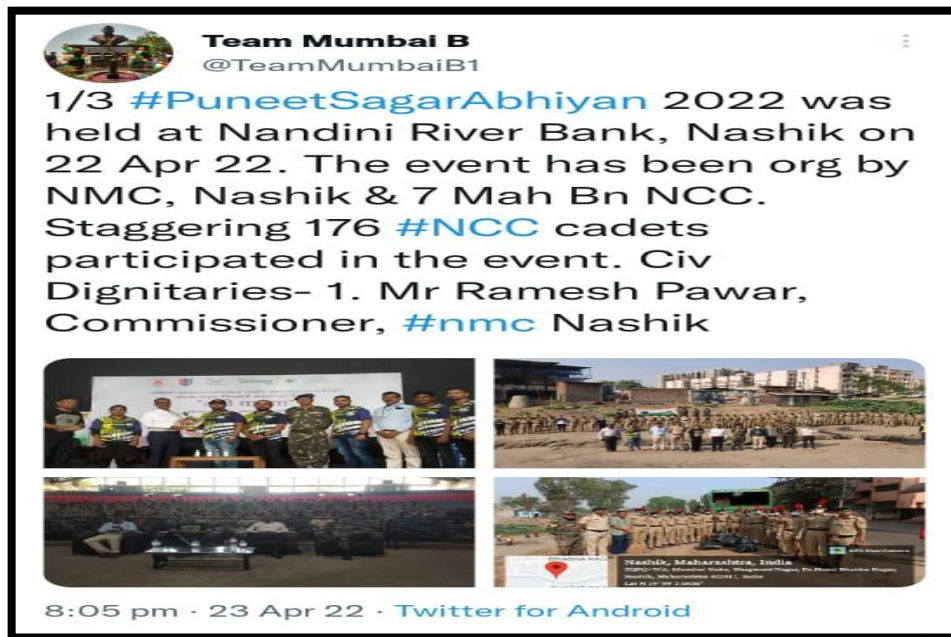 Team Mumbai B
@TeamMumbaiB1
1/3 #PuneetSagarAbhiyan 2022 was
held at Nandini River Bank, Nashik on
22 Apr 22. The event has been org by
NMC, Nashik & 7 Mah Bn NCC.
Staggering 176 #NCC cadets
participated in the event. Civ
Dignitaries- 1. Mr Ramesh Pawar,
Commissioner, #nmc Nashik
Nashik, Maharashtra, India
Nashik, Maharashtra
India
8:05 pm · 23 Apr 22 · Twitter for Android